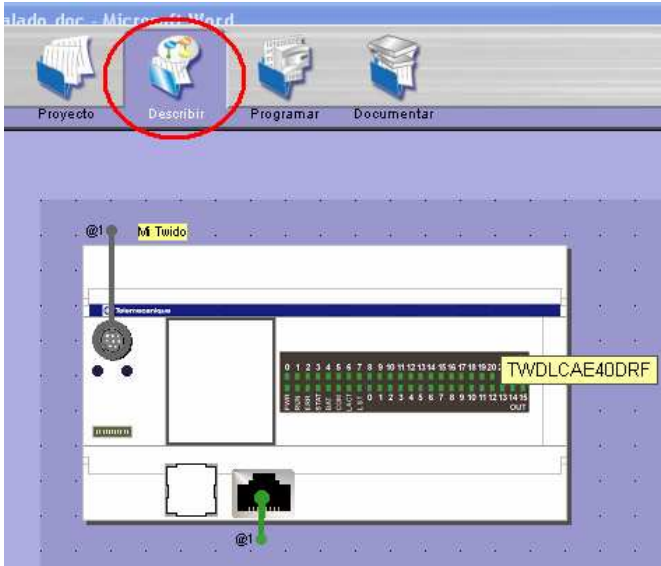 alado.doc - Microsoft Word
Proyecto Describir Programar Documentar
@1 Mi Twido
Telemecanique
0 1 2 3 4 5 6 7 8 9 10 11 12 13 14 15 16 17 18 19 20
TWDLCAE40DRF
PWR RUN ERR STAT BAT COM LACT LST 0 1 2 3 4 5 6 7 8 9 10 11 12 13 14 15
OUT
@1